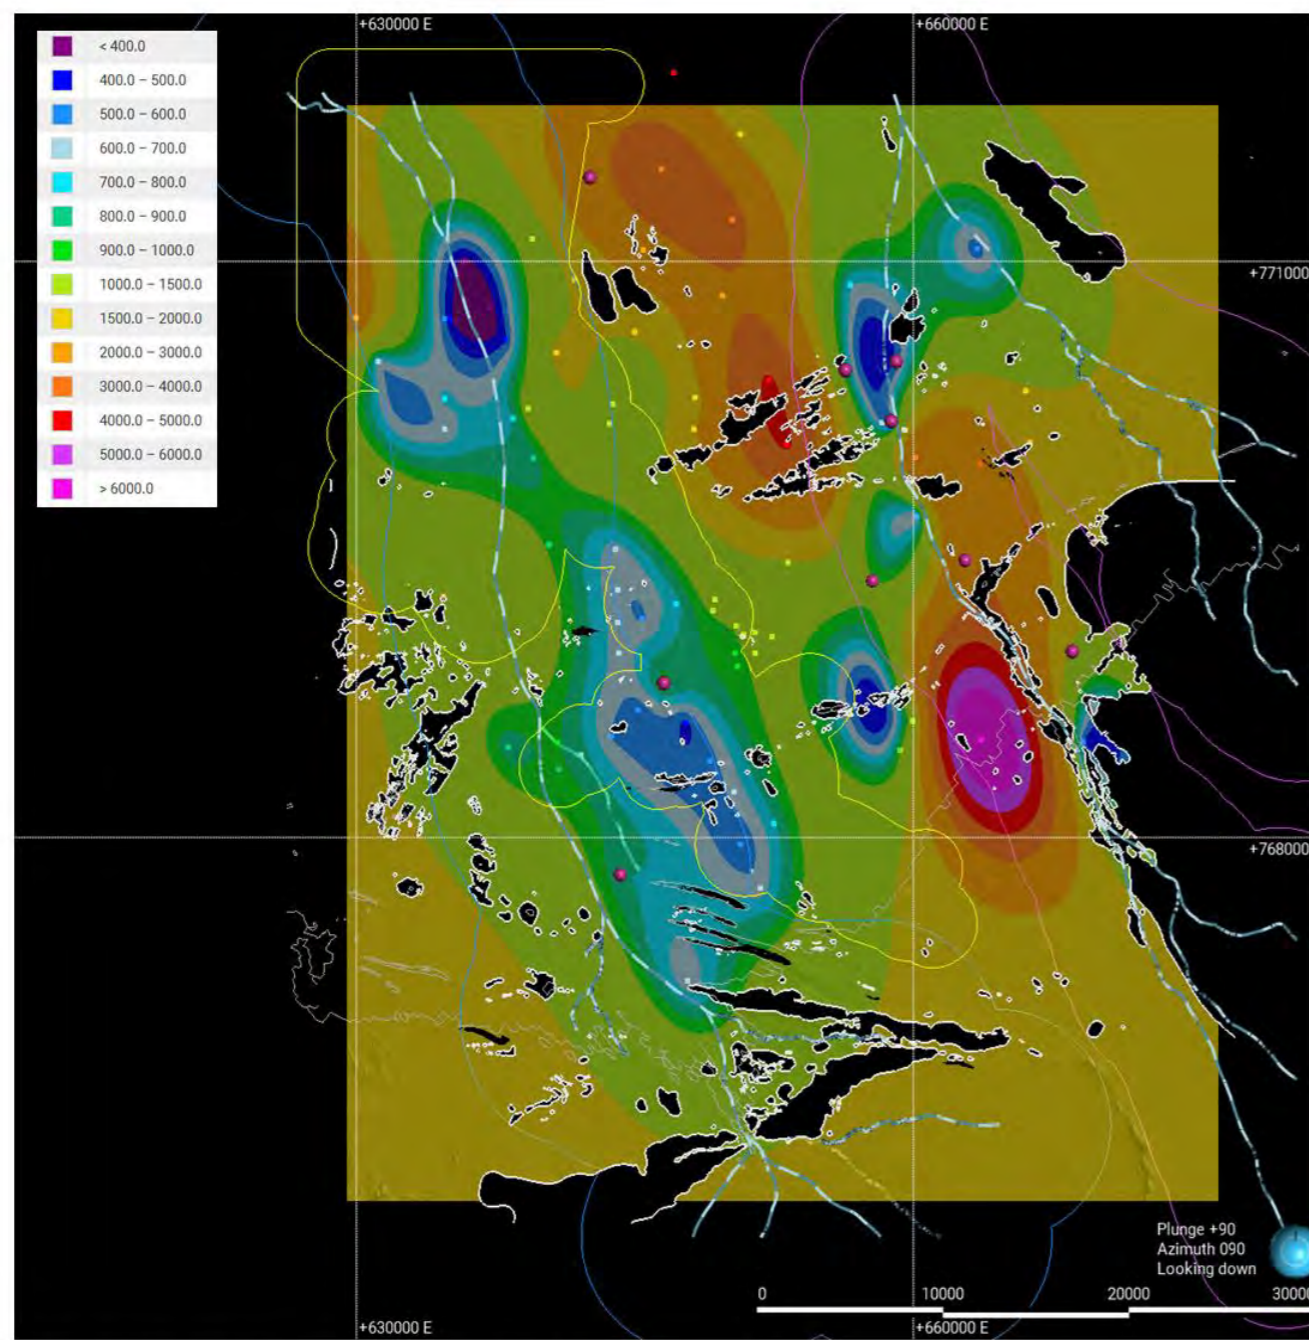 +630000 E
+660000 E
< 400.0
400.0 – 500.0
500.0 – 600.0
600.0 – 700.0
700.0 – 800.0
800.0 – 900.0
900.0 – 1000.0
1000.0 – 1500.0
1500.0 – 2000.0
2000.0 – 3000.0
3000.0 – 4000.0
4000.0 – 5000.0
5000.0 – 6000.0
> 6000.0
+771000
+768000
Plunge +90
Azimuth 090
Looking down
0 10000 20000 30000
+630000 E
+660000 E